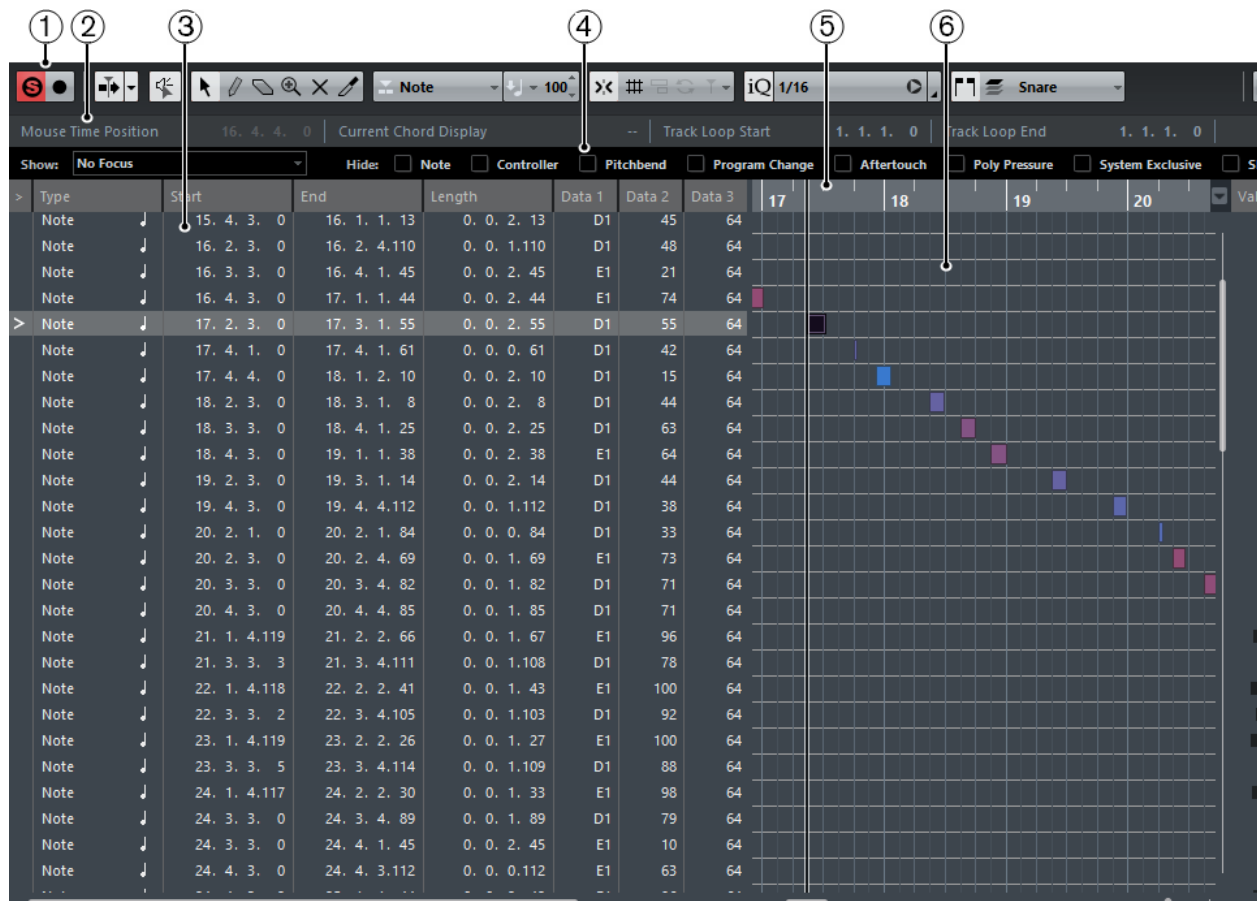 1 2 3 4 5 6
S Note 100 iQ 1/16 Snare
Mouse Time Position 16. 4. 4. 0 Current Chord Display -- Track Loop Start 1. 1. 1. 0 Track Loop End 1. 1. 1. 0
Show: No Focus Hide: Note Controller Pitchbend Program Change Aftertouch Poly Pressure System Exclusive
> Type Start End Length Data 1 Data 2 Data 3 17 18 19 20
Note 15. 4. 3. 0 16. 1. 1. 13 0. 0. 2. 13 D1 45 64
Note 16. 2. 3. 0 16. 2. 4.110 0. 0. 1.110 D1 48 64
Note 16. 3. 3. 0 16. 4. 1. 45 0. 0. 2. 45 E1 21 64
Note 16. 4. 3. 0 17. 1. 1. 44 0. 0. 2. 44 E1 74 64
> Note 17. 2. 3. 0 17. 3. 1. 55 0. 0. 2. 55 D1 55 64
Note 17. 4. 1. 0 17. 4. 1. 61 0. 0. 0. 61 D1 42 64
Note 17. 4. 4. 0 18. 1. 2. 10 0. 0. 2. 10 D1 15 64
Note 18. 2. 3. 0 18. 3. 1. 8 0. 0. 2. 8 D1 44 64
Note 18. 3. 3. 0 18. 4. 1. 25 0. 0. 2. 25 D1 63 64
Note 18. 4. 3. 0 19. 1. 1. 38 0. 0. 2. 38 E1 64 64
Note 19. 2. 3. 0 19. 3. 1. 14 0. 0. 2. 14 D1 44 64
Note 19. 4. 3. 0 19. 4. 4.112 0. 0. 1.112 D1 38 64
Note 20. 2. 1. 0 20. 2. 1. 84 0. 0. 0. 84 D1 33 64
Note 20. 2. 3. 0 20. 2. 4. 69 0. 0. 1. 69 E1 73 64
Note 20. 3. 3. 0 20. 3. 4. 82 0. 0. 1. 82 D1 71 64
Note 20. 4. 3. 0 20. 4. 4. 85 0. 0. 1. 85 D1 71 64
Note 21. 1. 4.119 21. 2. 2. 66 0. 0. 1. 67 E1 96 64
Note 21. 3. 3. 3 21. 3. 4.111 0. 0. 1.108 D1 78 64
Note 22. 1. 4.118 22. 2. 2. 41 0. 0. 1. 43 E1 100 64
Note 22. 3. 3. 2 22. 3. 4.105 0. 0. 1.103 D1 92 64
Note 23. 1. 4.119 23. 2. 2. 26 0. 0. 1. 27 E1 100 64
Note 23. 3. 3. 5 23. 3. 4.114 0. 0. 1.109 D1 88 64
Note 24. 1. 4.117 24. 2. 2. 30 0. 0. 1. 33 E1 98 64
Note 24. 3. 3. 0 24. 3. 4. 89 0. 0. 1. 89 D1 79 64
Note 24. 3. 3. 0 24. 4. 1. 45 0. 0. 2. 45 E1 10 64
Note 24. 4. 3. 0 24. 4. 3.112 0. 0. 0.112 E1 63 64